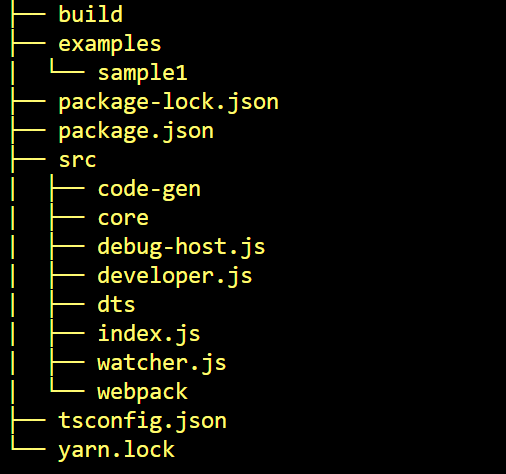 ├── build
├── examples
│   └── sample1
├── package-lock.json
├── package.json
├── src
│   ├── code-gen
│   ├── core
│   ├── debug-host.js
│   ├── developer.js
│   ├── dts
│   ├── index.js
│   ├── watcher.js
│   └── webpack
├── tsconfig.json
└── yarn.lock